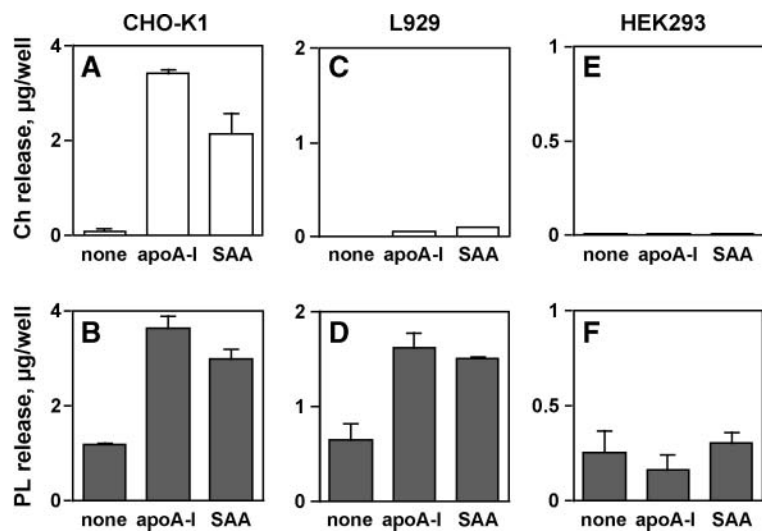 CHO-K1 L929 HEK293
A C E
Ch release, µg/well
4 2 0
2 1 0
1 0.5 0
none apoA-I SAA none apoA-I SAA none apoA-I SAA
B D F
PL release, µg/well
4 2 0
2 1 0
1 0.5 0
none apoA-I SAA none apoA-I SAA none apoA-I SAA